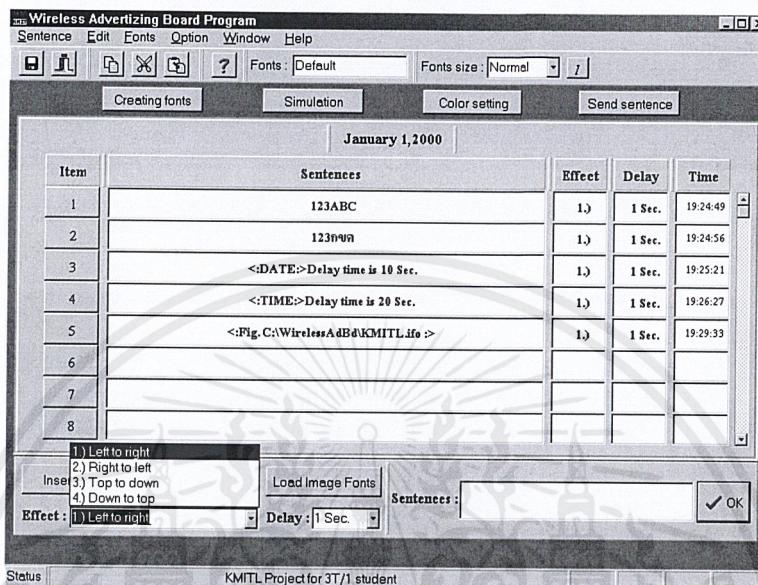 Wireless Advertizing Board Program
Sentence Edit Fonts Option Window Help
? Fonts : Default Fonts size : Normal 1
Creating fonts Simulation Color setting Send sentence
January 1,2000
Item Sentences Effect Delay Time
1 123ABC 1.) 1 Sec. 19:24:49
2 123กขค 1.) 1 Sec. 19:24:56
3 <:DATE:>Delay time is 10 Sec. 1.) 1 Sec. 19:25:21
4 <:TIME:>Delay time is 20 Sec. 1.) 1 Sec. 19:26:27
5 <:Fig. C:\WirelessAdBd\KMITL.ifo :> 1.) 1 Sec. 19:29:33
6
7
8
1.) Left to right
2.) Right to left
3.) Top to down
4.) Down to top
Load Image Fonts
Sentences : OK
Effect : 1.) Left to right Delay : 1 Sec.
Status KMITL Project for 3T/1 student